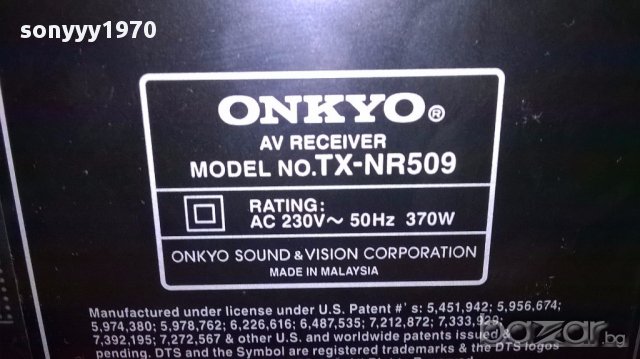 sonyyy1970
ONKYO®
AV RECEIVER
MODEL NO.TX-NR509
RATING:
AC 230V~ 50Hz 370W
ONKYO SOUND & VISION CORPORATION
MADE IN MALAYSIA
Manufactured under license under U.S. Patent #'s: 5,451,942; 5,956,674;
5,974,380; 5,978,762; 6,226,616; 6,487,535; 7,212,872; 7,333,929;
7,392,195; 7,272,567 & other U.S. and worldwide patents issued &
pending. DTS and the Symbol are registered trademarks & the DTS logos
bazar.bg